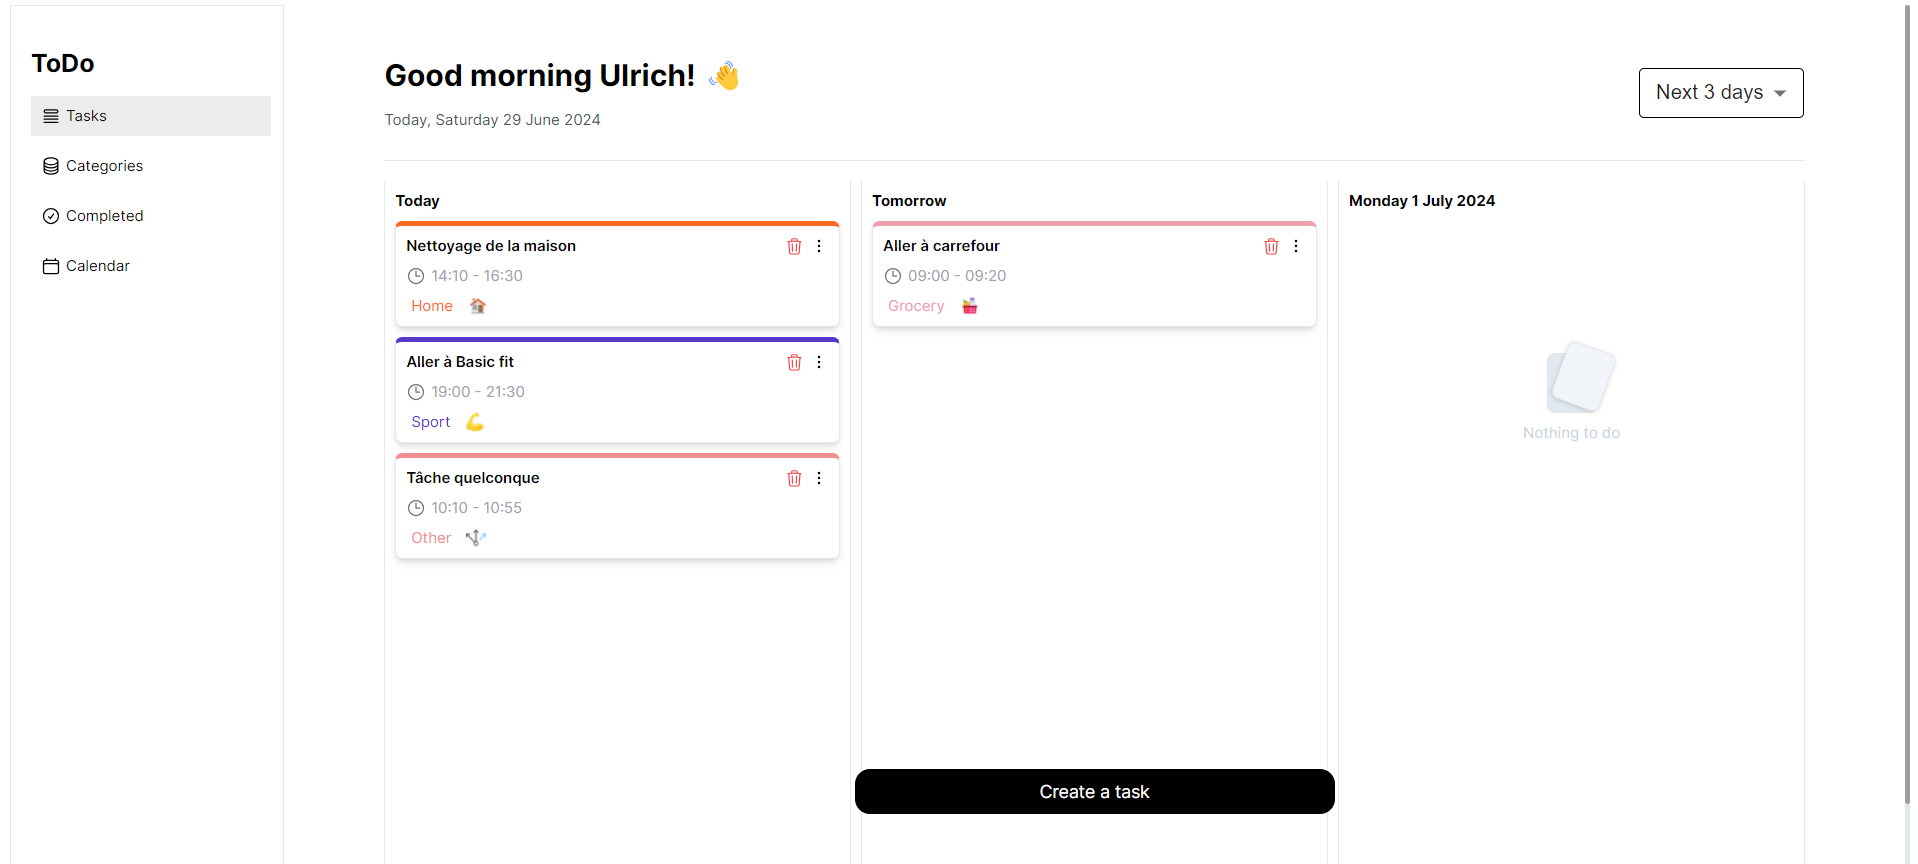 ToDo
Tasks
Categories
Completed
Calendar
Good morning Ulrich! 👋
Today, Saturday 29 June 2024
Next 3 days
Today
Nettoyage de la maison
14:10 - 16:30
Home 🏠
Aller à Basic fit
19:00 - 21:30
Sport 💪
Tâche quelconque
10:10 - 10:55
Other
Tomorrow
Aller à carrefour
09:00 - 09:20
Grocery
Monday 1 July 2024
Nothing to do
Create a task